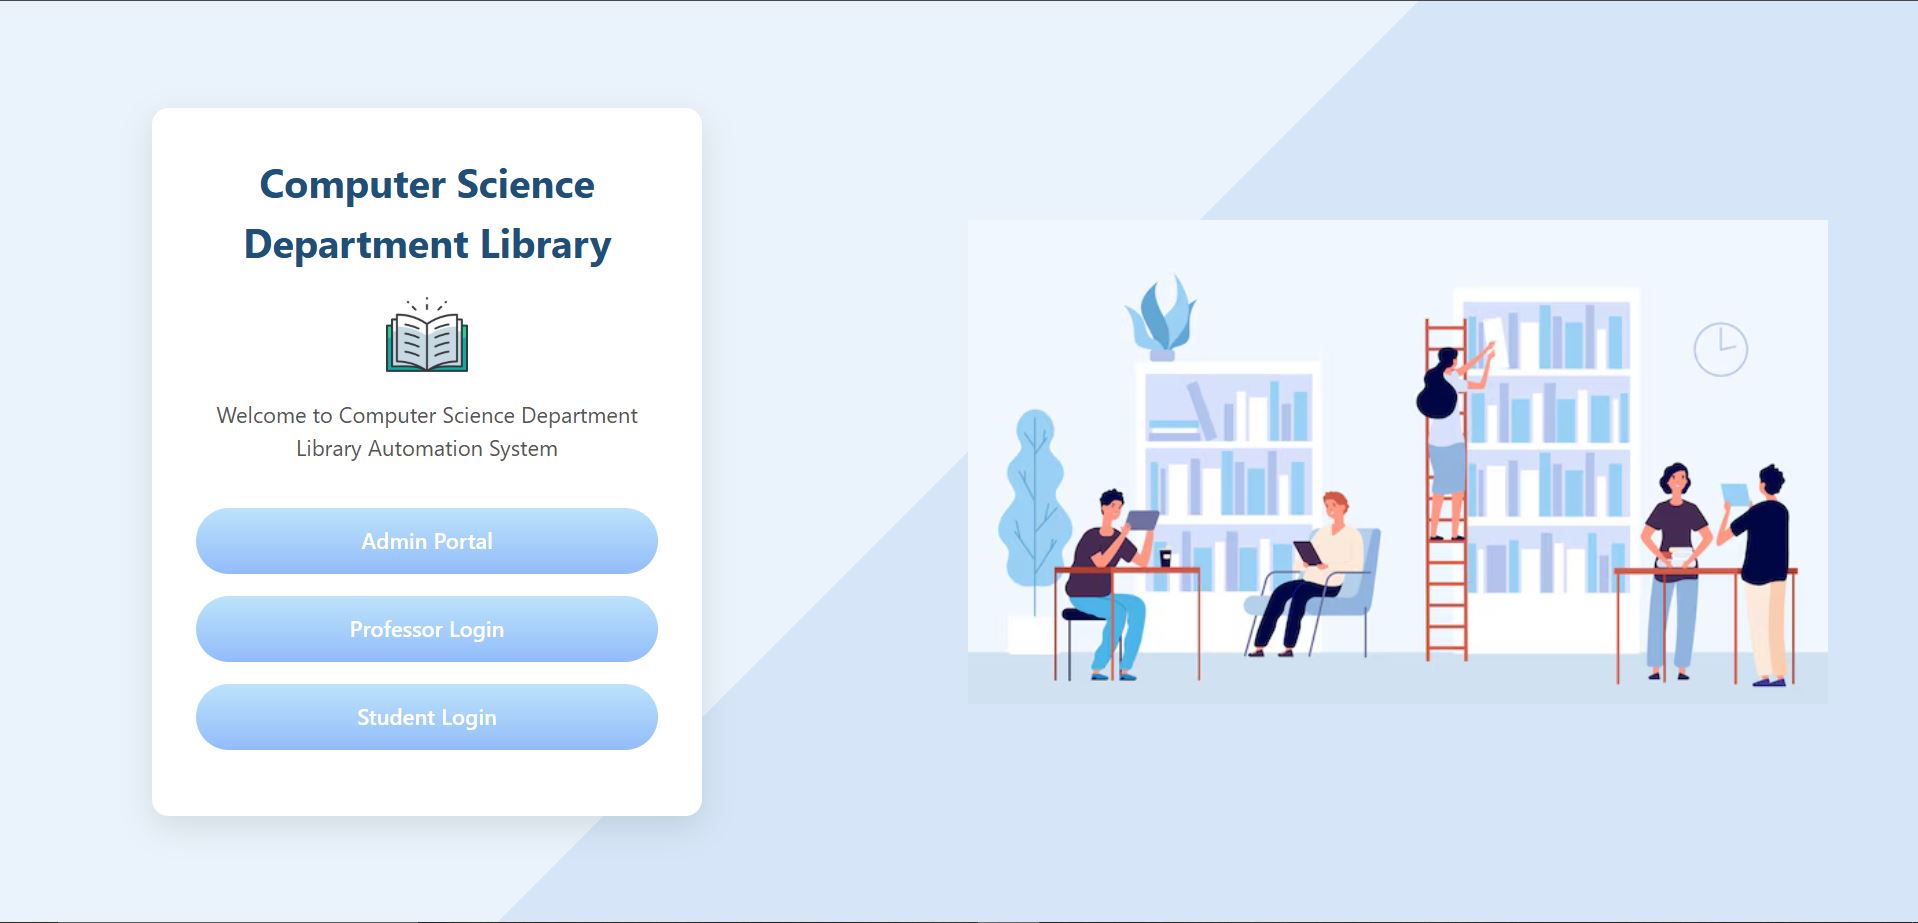 Computer Science
Department Library
Welcome to Computer Science Department
Library Automation System
Admin Portal
Professor Login
Student Login